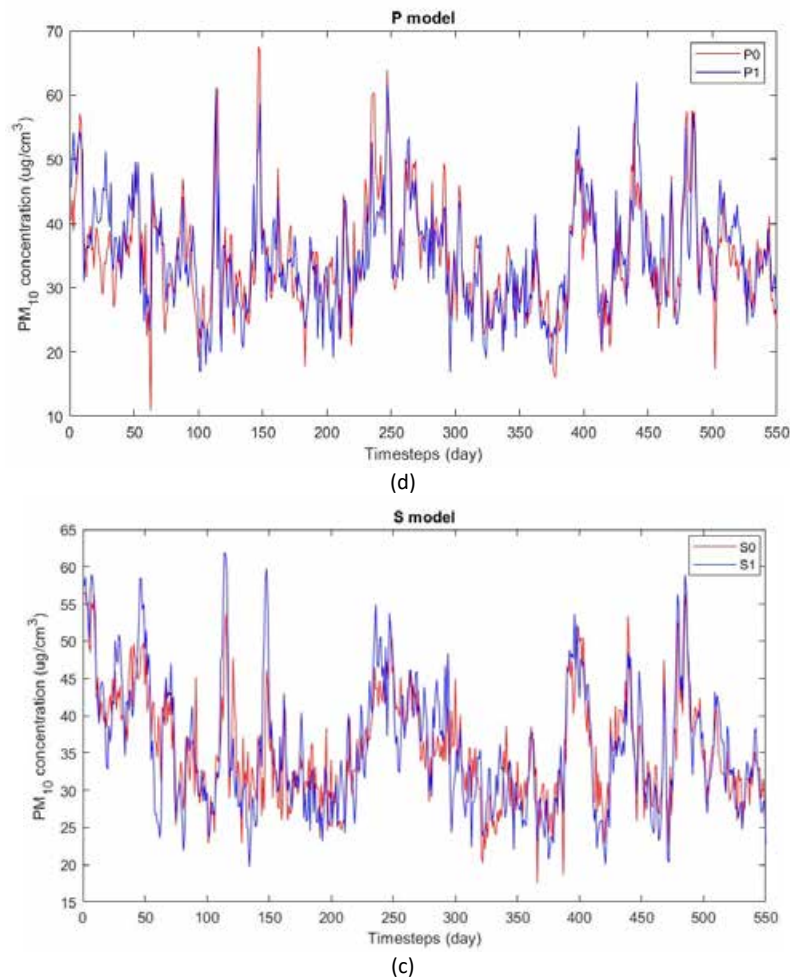 P model
70
60
50
40
30
20
10
PM10 concentration (ug/cm3)
P0
P1
0 50 100 150 200 250 300 350 400 450 500 550
Timesteps (day)
(d)
S model
65
60
55
50
45
40
35
30
25
20
15
PM10 concentration (ug/cm3)
S0
S1
0 50 100 150 200 250 300 350 400 450 500 550
Timesteps (day)
(c)